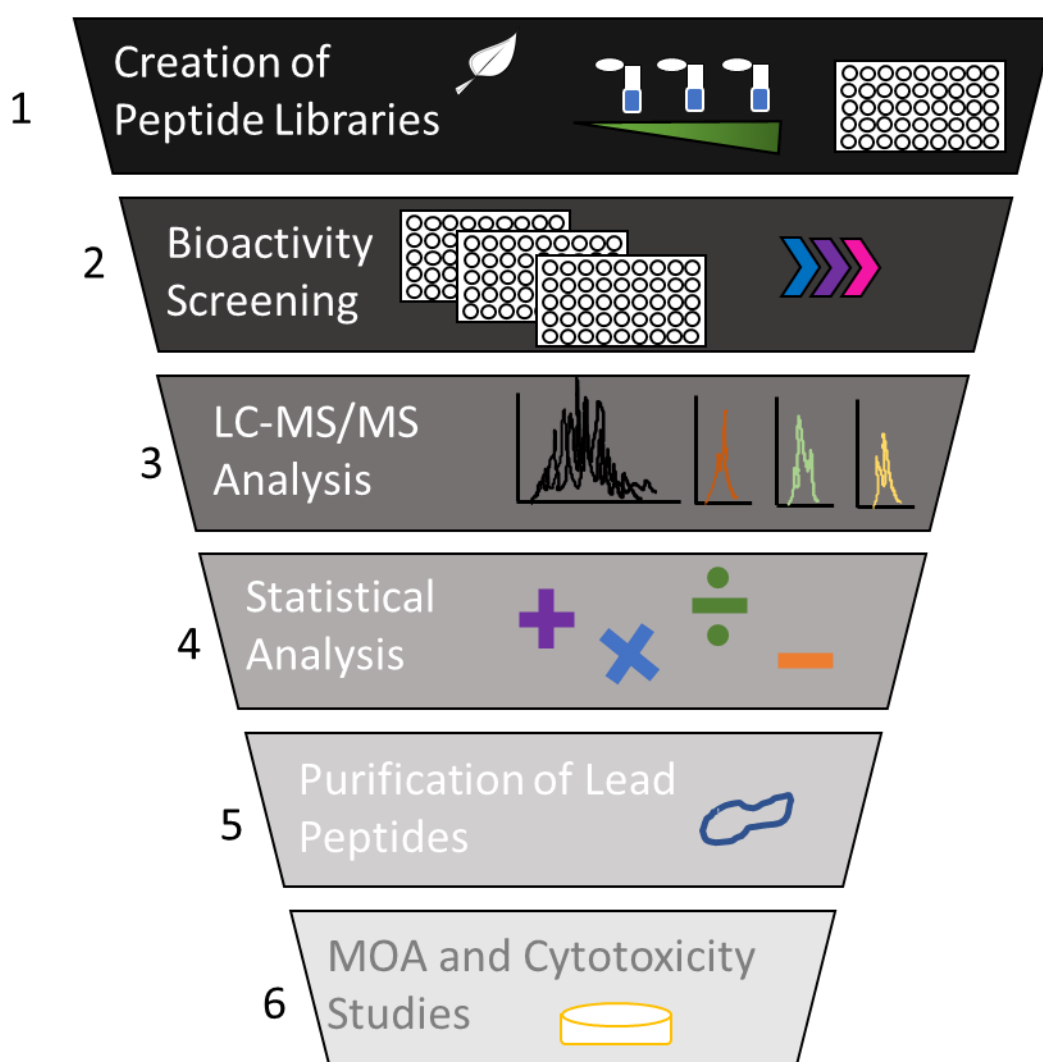 1
Creation of
Peptide Libraries
2
Bioactivity
Screening
3
LC-MS/MS
Analysis
4
Statistical
Analysis
5
Purification of Lead
Peptides
6
MOA and Cytotoxicity
Studies